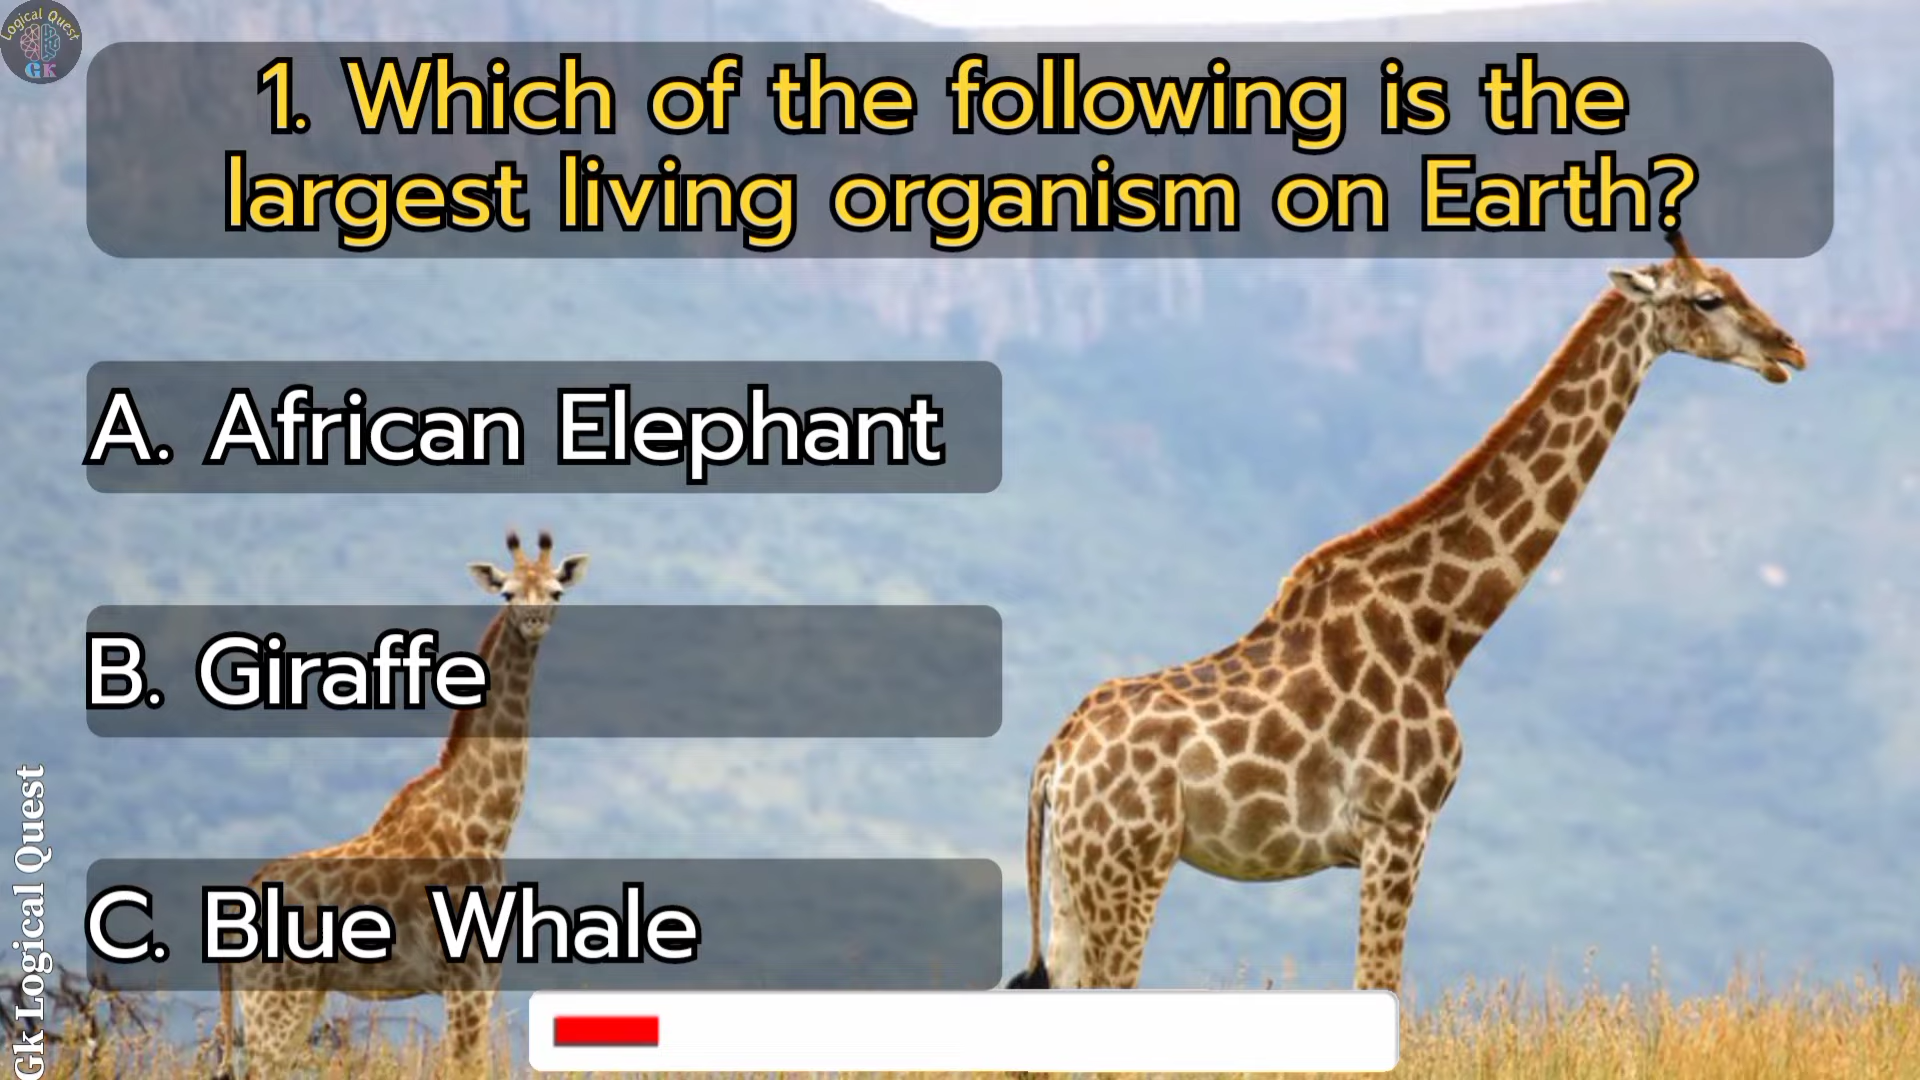 Logical Quest
GK
1. Which of the following is the
largest living organism on Earth?
A. African Elephant
B. Giraffe
C. Blue Whale
Gk Logical Quest